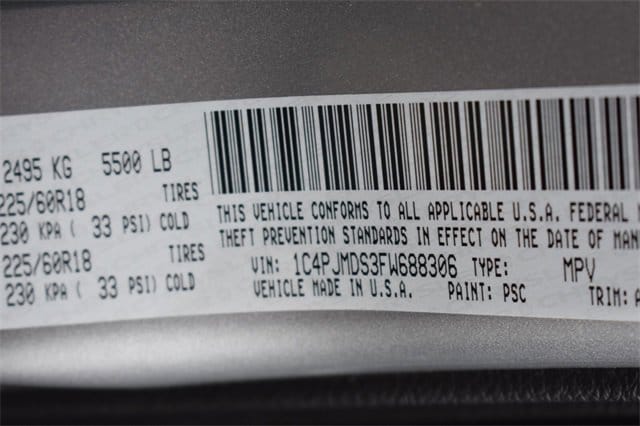 2495 KG 5500 LB
225/60R18 TIRES
230 KPA ( 33 PSI) COLD
225/60R18 TIRES
230 KPA ( 33 PSI) COLD
THIS VEHICLE CONFORMS TO ALL APPLICABLE U.S.A. FEDERAL
THEFT PREVENTION STANDARDS IN EFFECT ON THE DATE OF MAN
VIN: 1C4PJMDS3FW688306 TYPE: MPV
VEHICLE MADE IN U.S.A. PAINT: PSC TRIM: A